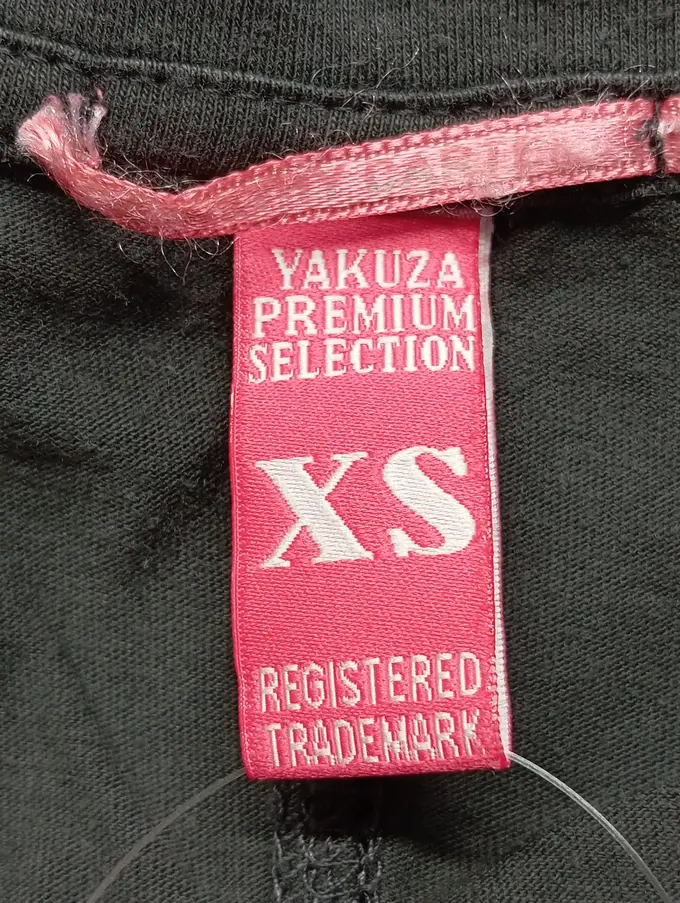 YAKUZA
PREMIUM
SELECTION
XS
REGISTERED
TRADEMARK